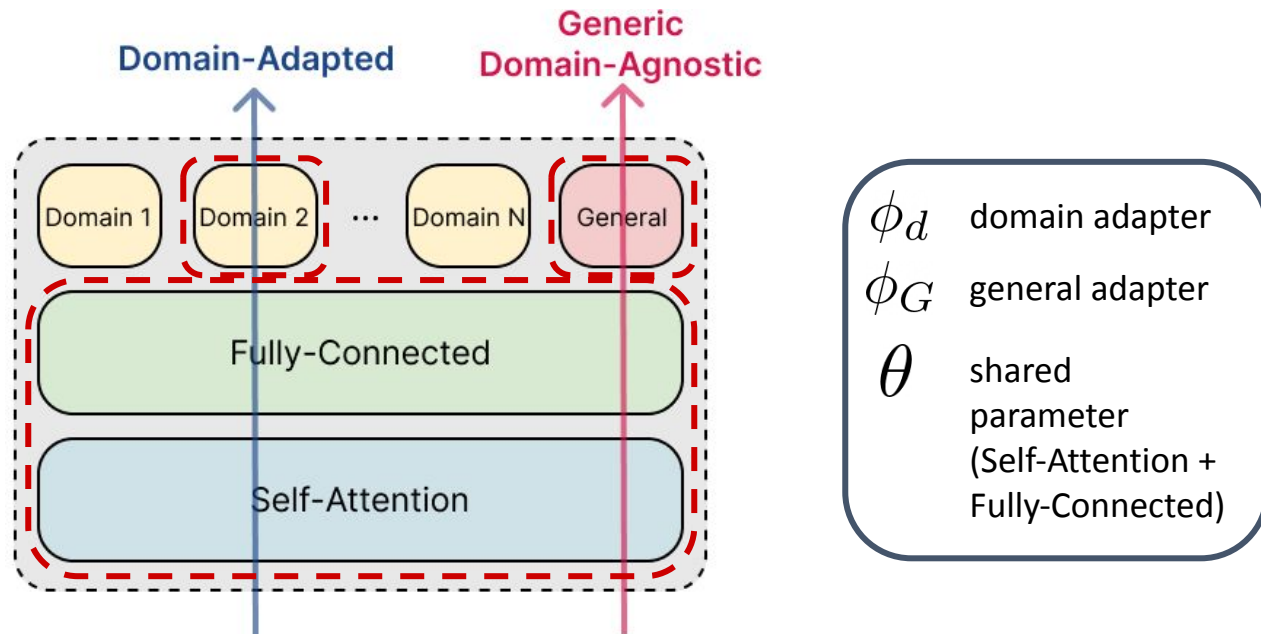 Generic
Domain-Adapted
Domain-Agnostic
Domain 1
Domain 2
...
Domain N
General
Fully-Connected
Self-Attention
ϕ_d domain adapter
ϕ_G general adapter
θ shared
parameter
(Self-Attention +
Fully-Connected)